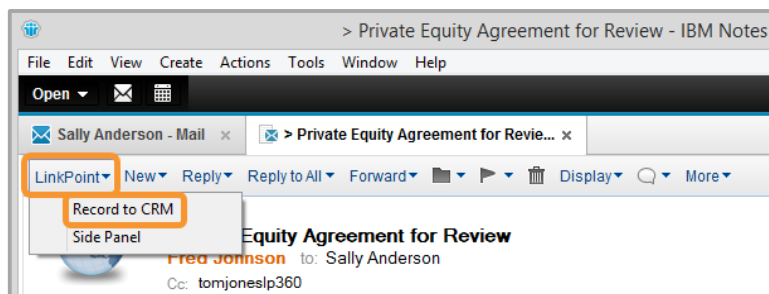 > Private Equity Agreement for Review - IBM Notes
File Edit View Create Actions Tools Window Help
Open
Sally Anderson - Mail × > Private Equity Agreement for Revie... ×
LinkPoint New Reply Reply to All Forward Display More
Record to CRM
Side Panel
Equity Agreement for Review
Fred Johnson to: Sally Anderson
Cc: tomjoneslp360